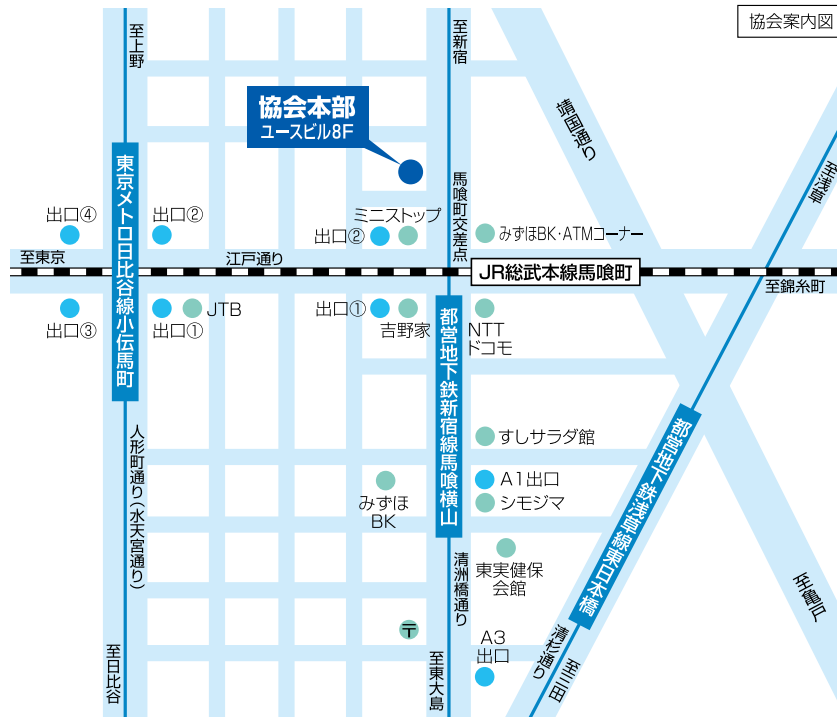 協会案内図
至上野
至新宿
協会本部
ユースビル8F
靖国通り
至浅草
東京メトロ日比谷線小伝馬町
馬喰町交差点
出口④
出口②
ミニストップ
出口②
みずほBK・ATMコーナー
至東京
江戸通り
JR総武本線馬喰町
至錦糸町
出口③
出口①
JTB
出口①
吉野家
NTT
ドコモ
都営地下鉄新宿線馬喰横山
都営地下鉄浅草線東日本橋
人形町通り(水天宮通り)
すしサラダ館
A1出口
シモジマ
みずほ
BK
東実健保
会館
清洲橋通り
至亀戸
〒
A3
出口
清杉通り
至三田
至日比谷
至東大島